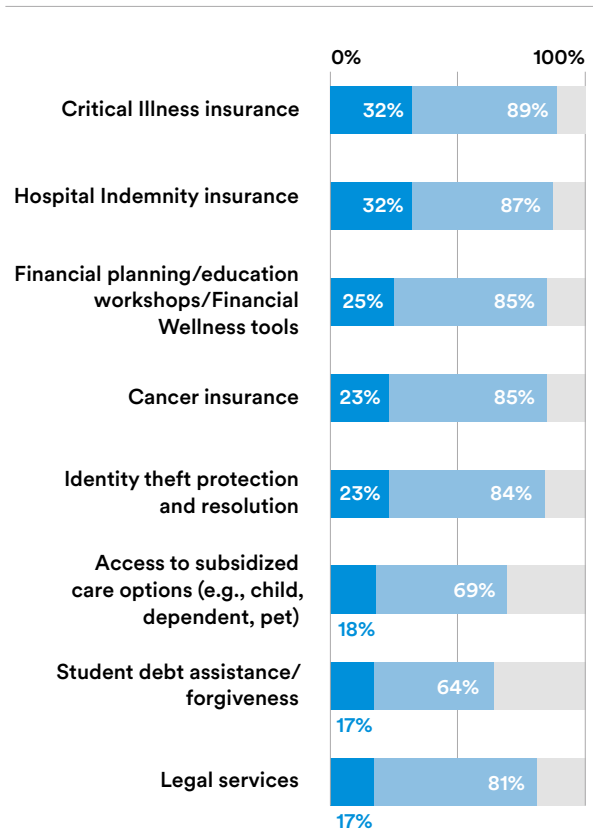 0% 100%
Critical Illness insurance 32% 89%
Hospital Indemnity insurance 32% 87%
Financial planning/education
workshops/Financial 25% 85%
Wellness tools
Cancer insurance 23% 85%
Identity theft protection 23% 84%
and resolution
Access to subsidized
care options (e.g., child, 69%
dependent, pet)
18%
Student debt assistance/
forgiveness 64%
17%
Legal services 81%
17%